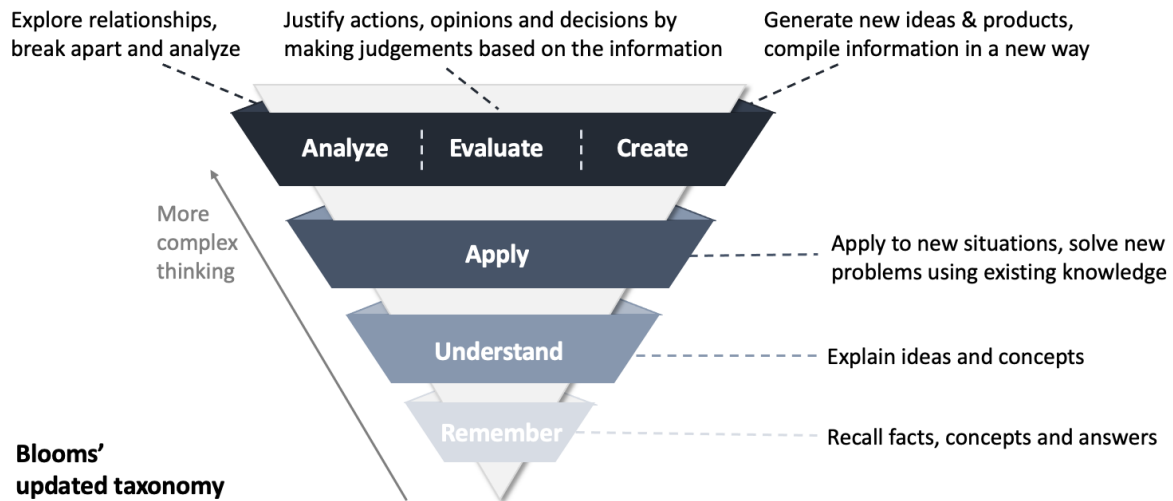 Explore relationships,
break apart and analyze
Justify actions, opinions and decisions by
making judgements based on the information
Generate new ideas & products,
compile information in a new way
Analyze
Evaluate
Create
More
complex
thinking
Apply
Apply to new situations, solve new
problems using existing knowledge
Understand
Explain ideas and concepts
Remember
Recall facts, concepts and answers
Blooms’
updated taxonomy